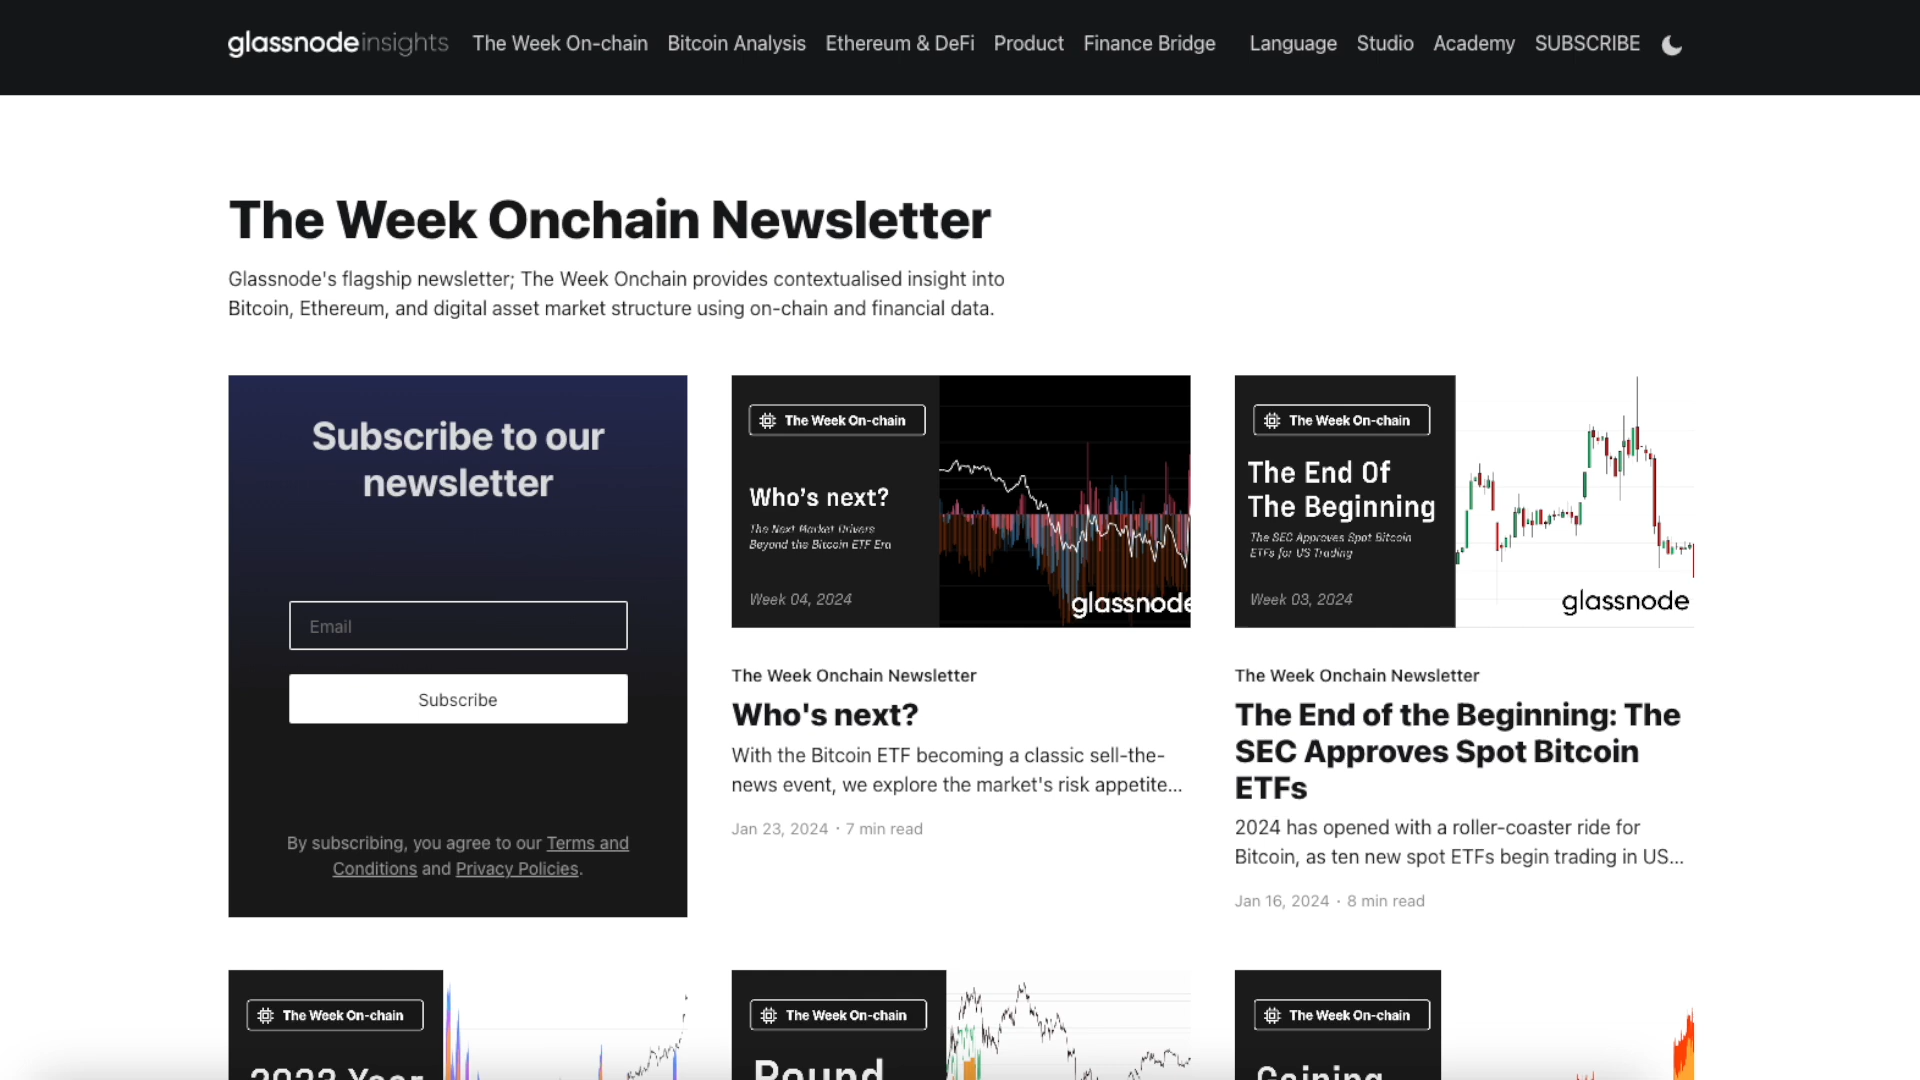 glassnodeinsights The Week On-chain Bitcoin Analysis Ethereum & DeFi Product Finance Bridge Language Studio Academy SUBSCRIBE
The Week Onchain Newsletter
Glassnode's flagship newsletter; The Week Onchain provides contextualised insight into
Bitcoin, Ethereum, and digital asset market structure using on-chain and financial data.
Subscribe to our
newsletter
Email
Subscribe
By subscribing, you agree to our Terms and
Conditions and Privacy Policies.
The Week On-chain
Who's next?
The Next Market Drivers
Beyond the Bitcoin ETF Era
Week 04, 2024
glassnode
The Week Onchain Newsletter
Who's next?
With the Bitcoin ETF becoming a classic sell-the-
news event, we explore the market's risk appetite...
Jan 23, 2024 • 7 min read
The Week On-chain
The End Of
The Beginning
The SEC Approves Spot Bitcoin
ETFs for US Trading
Week 03, 2024
glassnode
The Week Onchain Newsletter
The End of the Beginning: The
SEC Approves Spot Bitcoin
ETFs
2024 has opened with a roller-coaster ride for
Bitcoin, as ten new spot ETFs begin trading in US...
Jan 16, 2024 • 8 min read
The Week On-chain
2023 Year
The Week On-chain
Round
The Week On-chain
Gaining